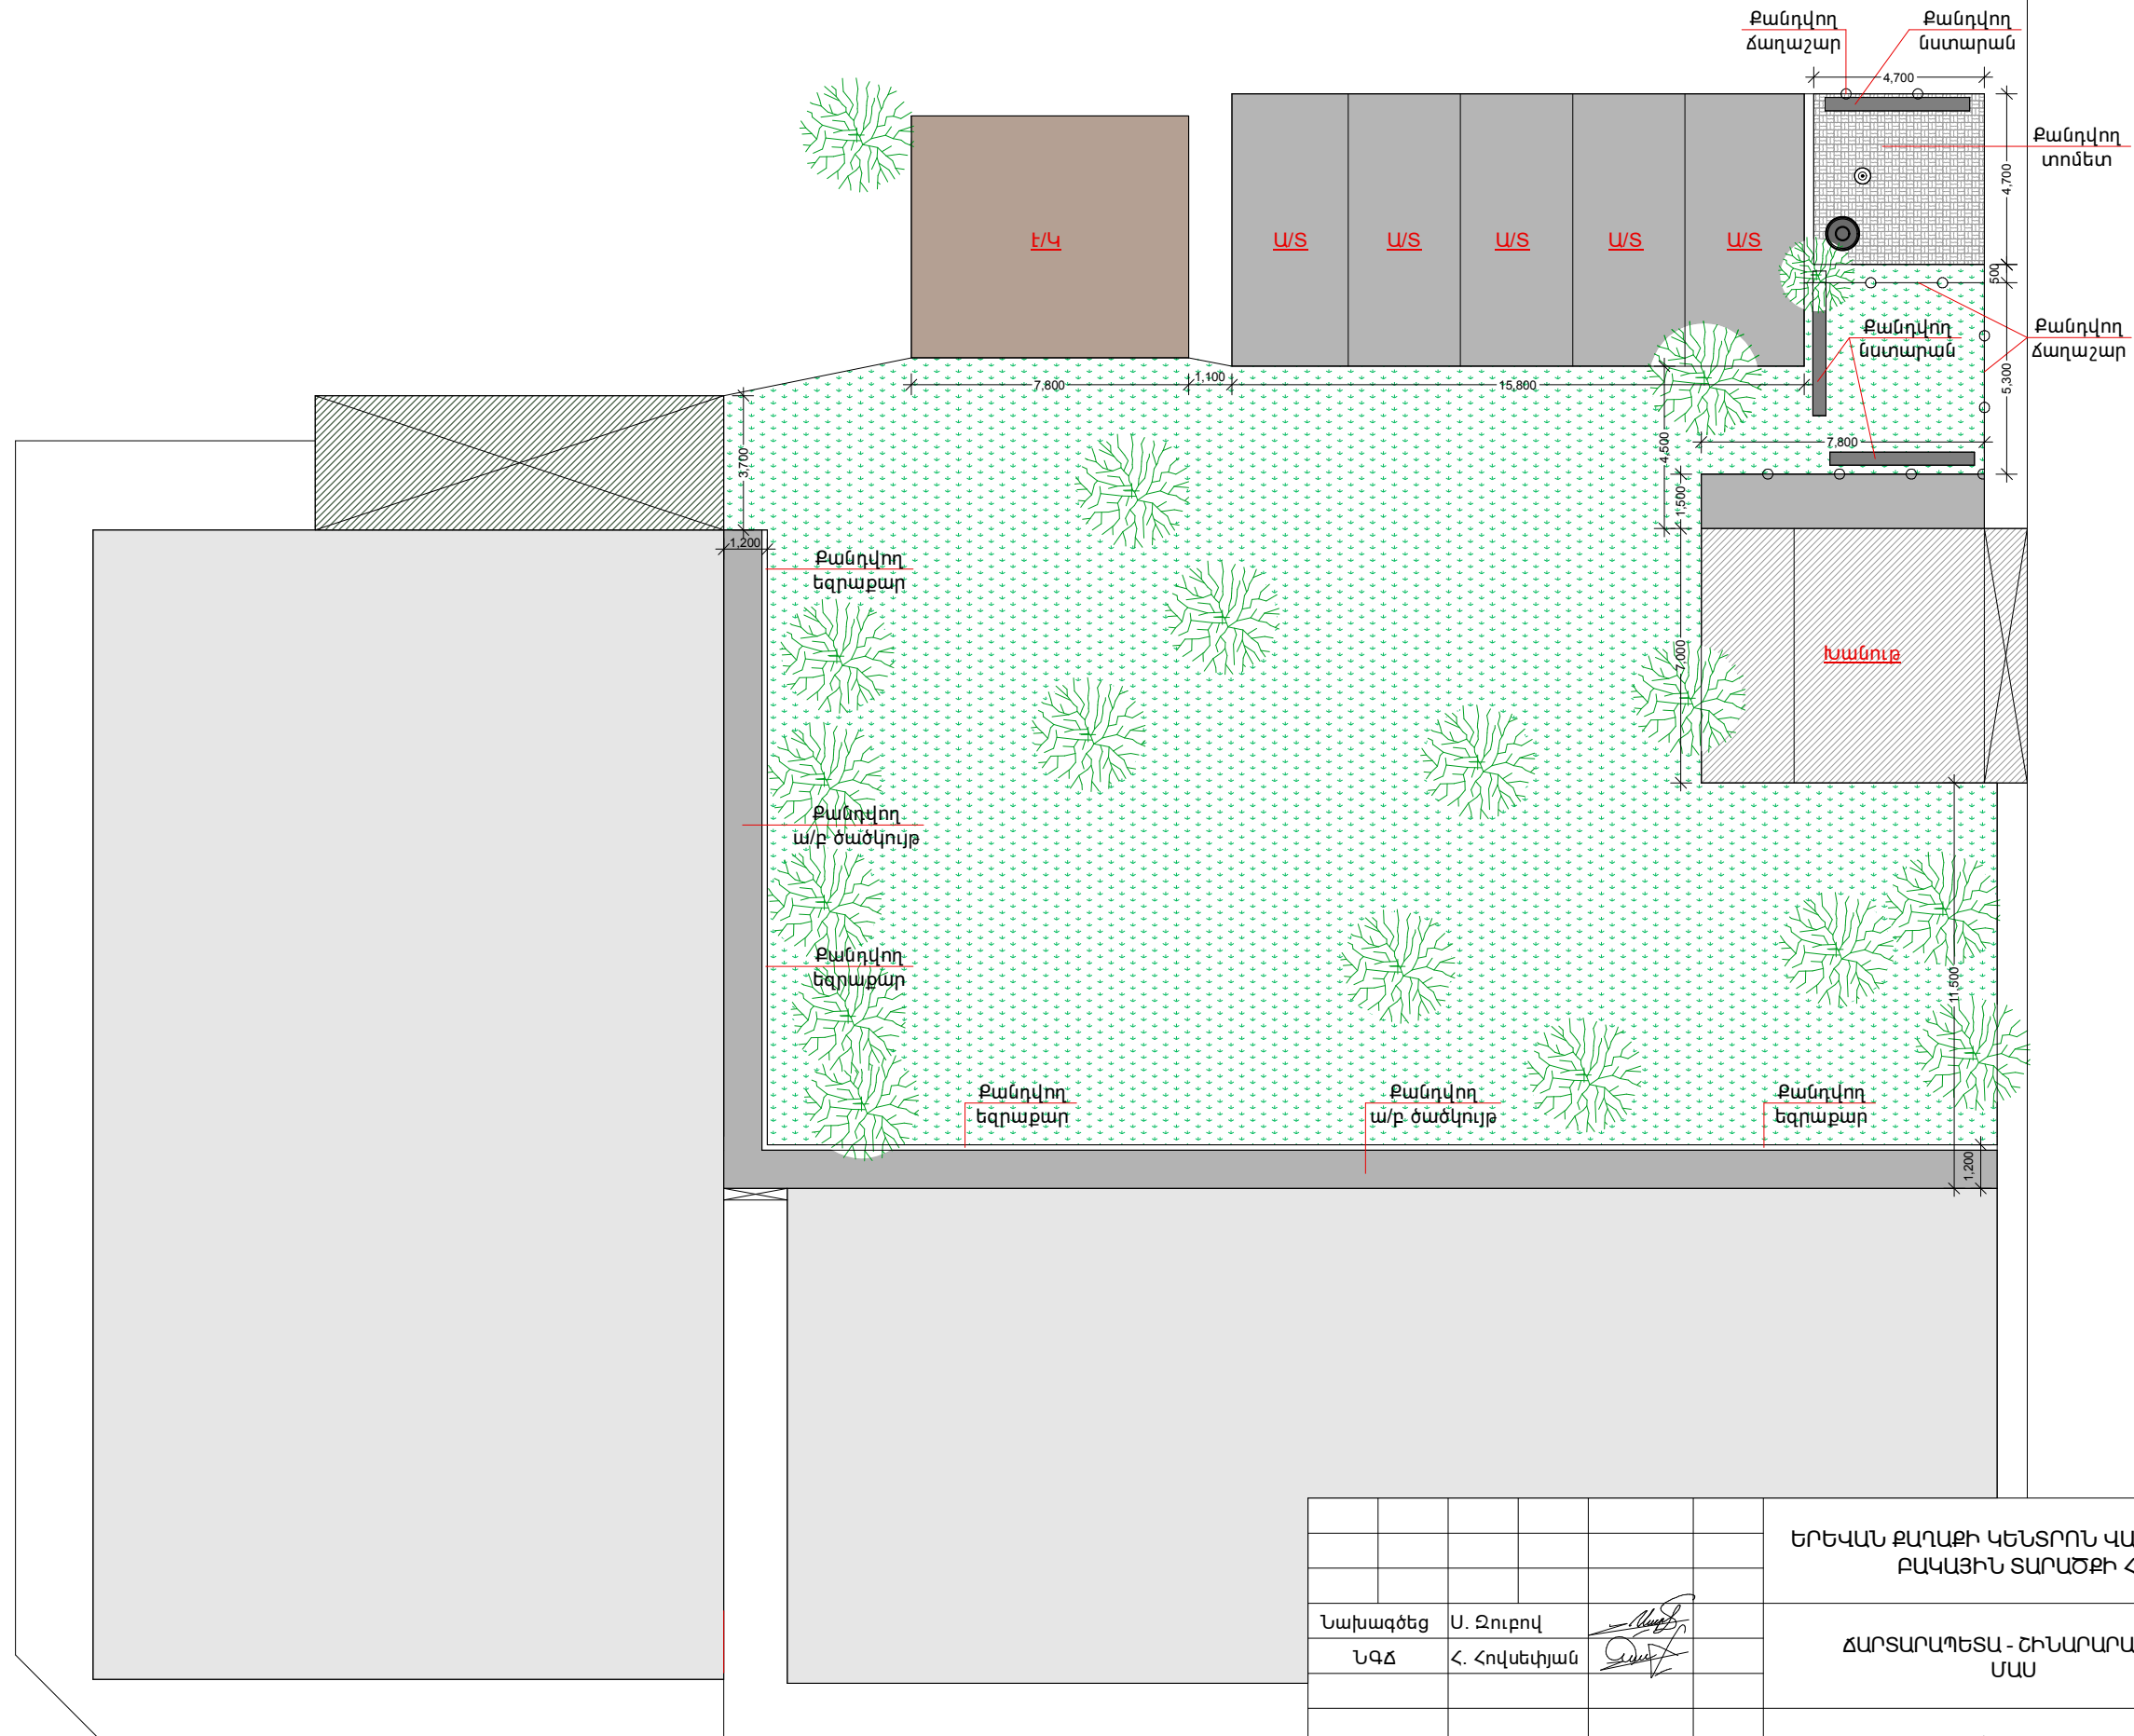 Քանդվող
ճաղաշար
Քանդվող
նստարան
4,700
Քանդվող
տոմետ
4,700
500
Է/Կ
Ա/Տ
Ա/Տ
Ա/Տ
Ա/Տ
Ա/Տ
Քանդվող
նստարան
Քանդվող
ճաղաշար
5,300
7,800
1,100
15,800
7,800
4,500
3,700
1,500
1,200
Քանդվող
եզրաքար
7,000
Խանութ
Քանդվող
ա/բ ծածկույթ
Քանդվող
եզրաքար
11,500
Քանդվող
եզրաքար
Քանդվող
ա/բ ծածկույթ
Քանդվող
եզրաքար
1,200
ԵՐԵՎԱՆ ՔԱՂԱՔԻ ԿԵՆՏՐՈՆ ՎԱ
ԲԱԿԱՅԻՆ ՏԱՐԱԾՔԻ Հ
Նախագծեց
Ս. Զուբով
ՆԳՃ
Հ. Հովսեփյան
ՃԱՐՏԱՐԱՊԵՏԱ - ՇԻՆԱՐԱՐԱ
ՄԱՍ